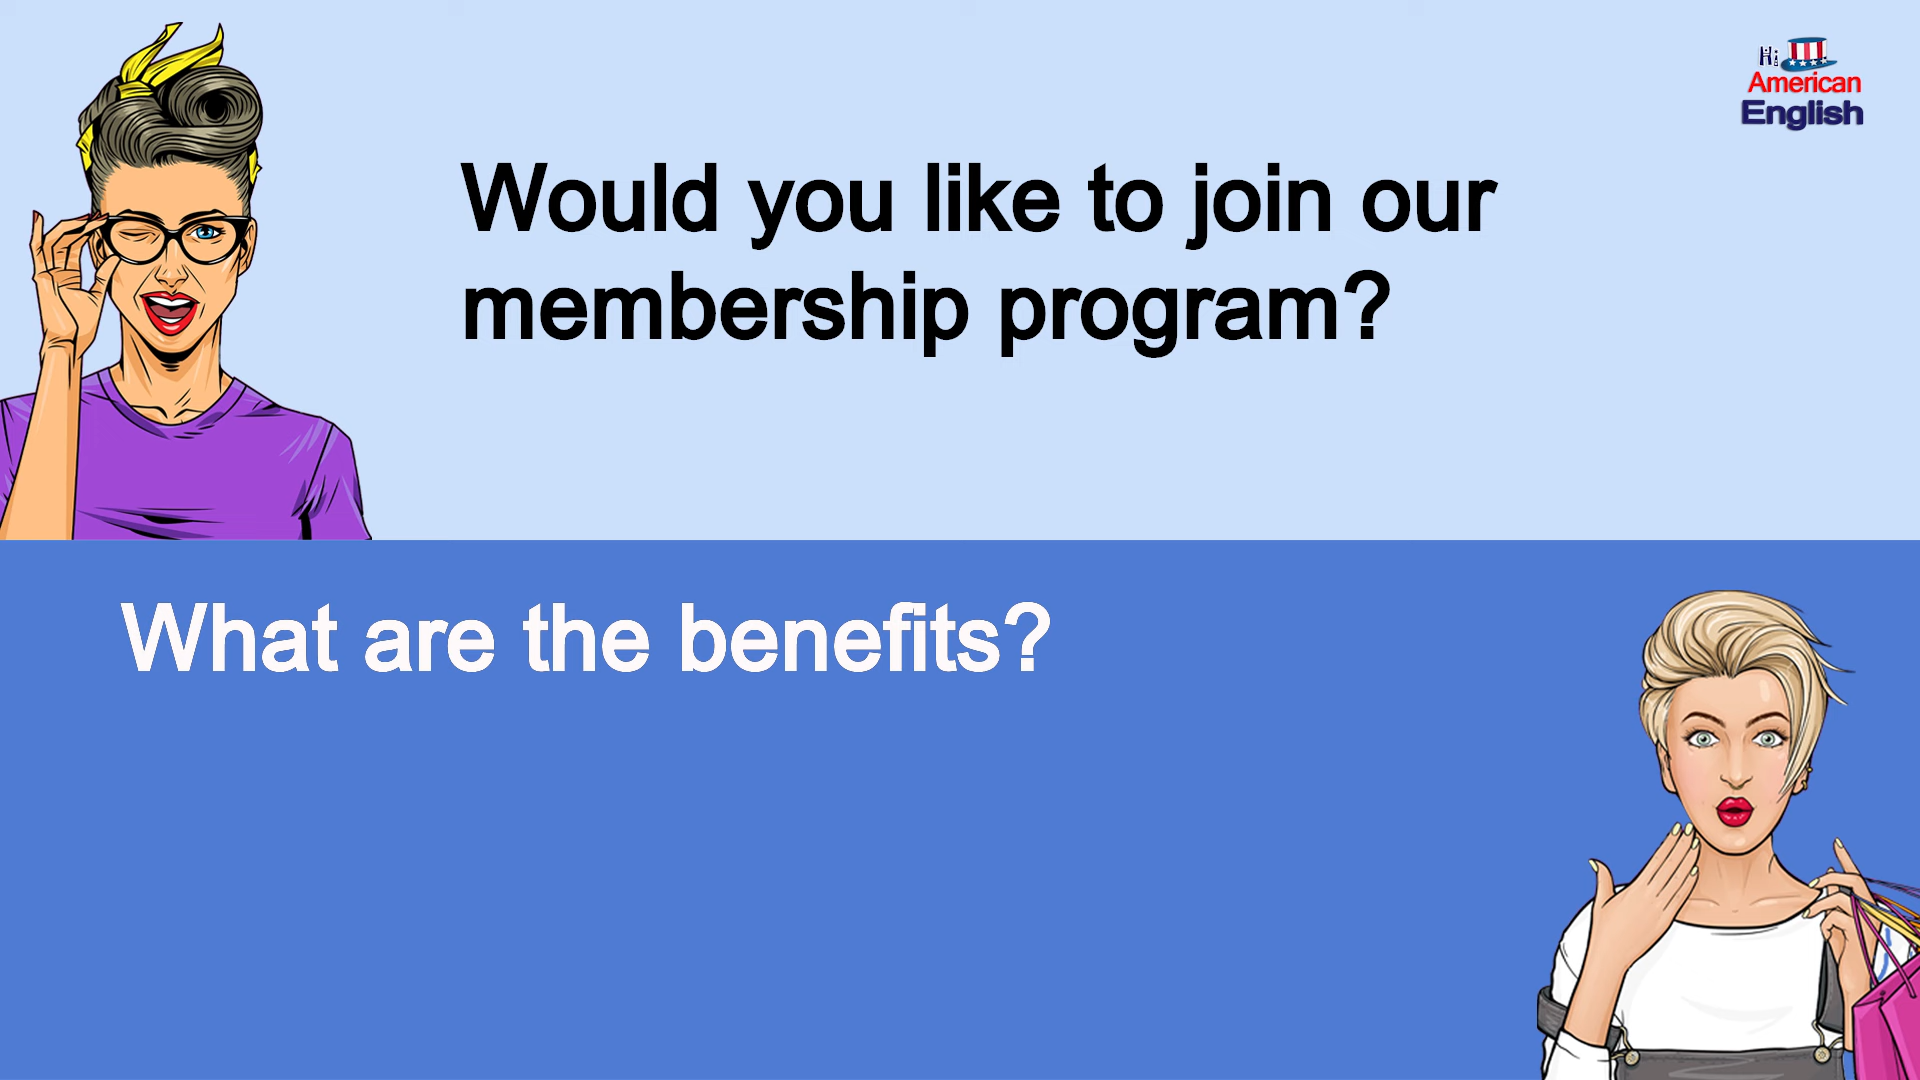 Hi
American
English
Would you like to join our
membership program?
What are the benefits?